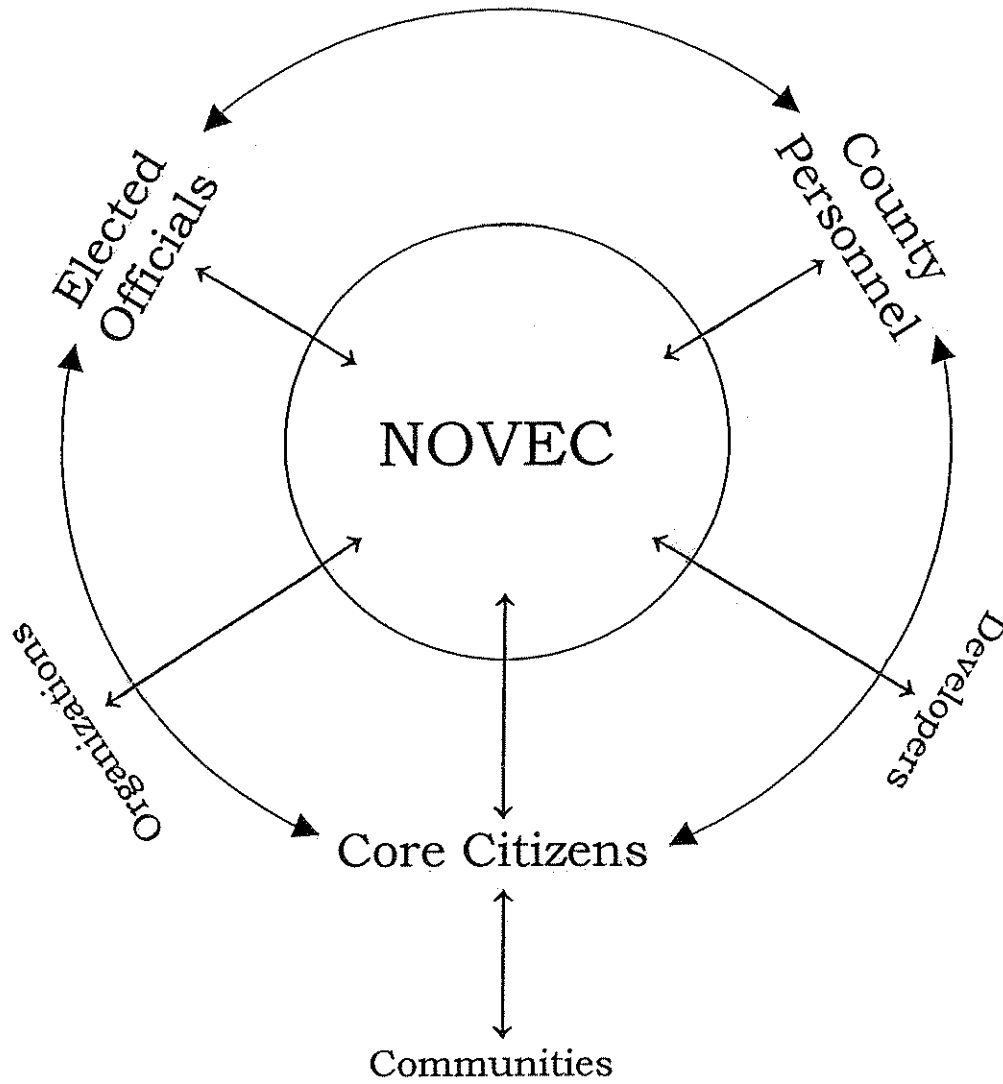 Elected
Officials
County
Personnel
NOVEC
Organizations
Developers
Core Citizens
Communities